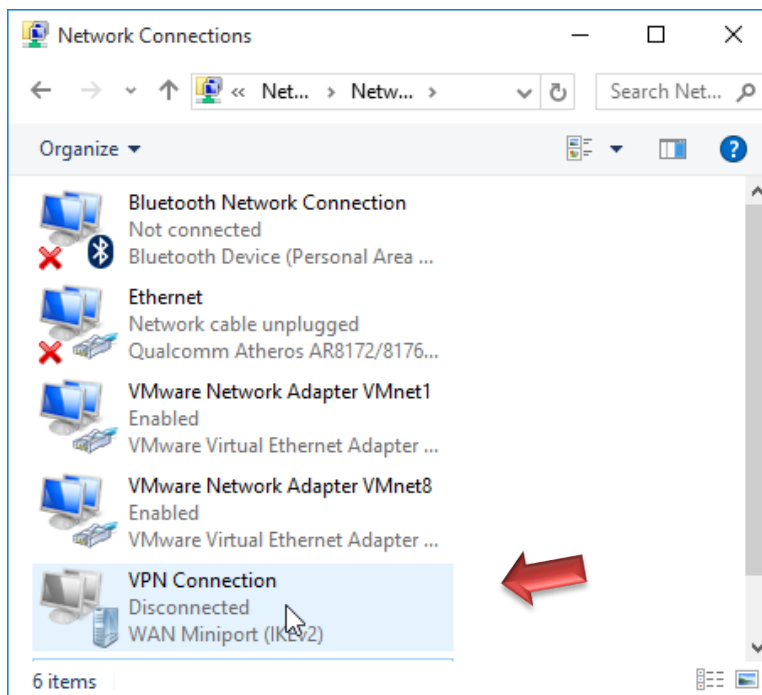 Network Connections
« Net... › Netw... ›
Search Net...
Organize
Bluetooth Network Connection
Not connected
Bluetooth Device (Personal Area ...
Ethernet
Network cable unplugged
Qualcomm Atheros AR8172/8176...
VMware Network Adapter VMnet1
Enabled
VMware Virtual Ethernet Adapter ...
VMware Network Adapter VMnet8
Enabled
VMware Virtual Ethernet Adapter ...
VPN Connection
Disconnected
WAN Miniport (IKEv2)
6 items